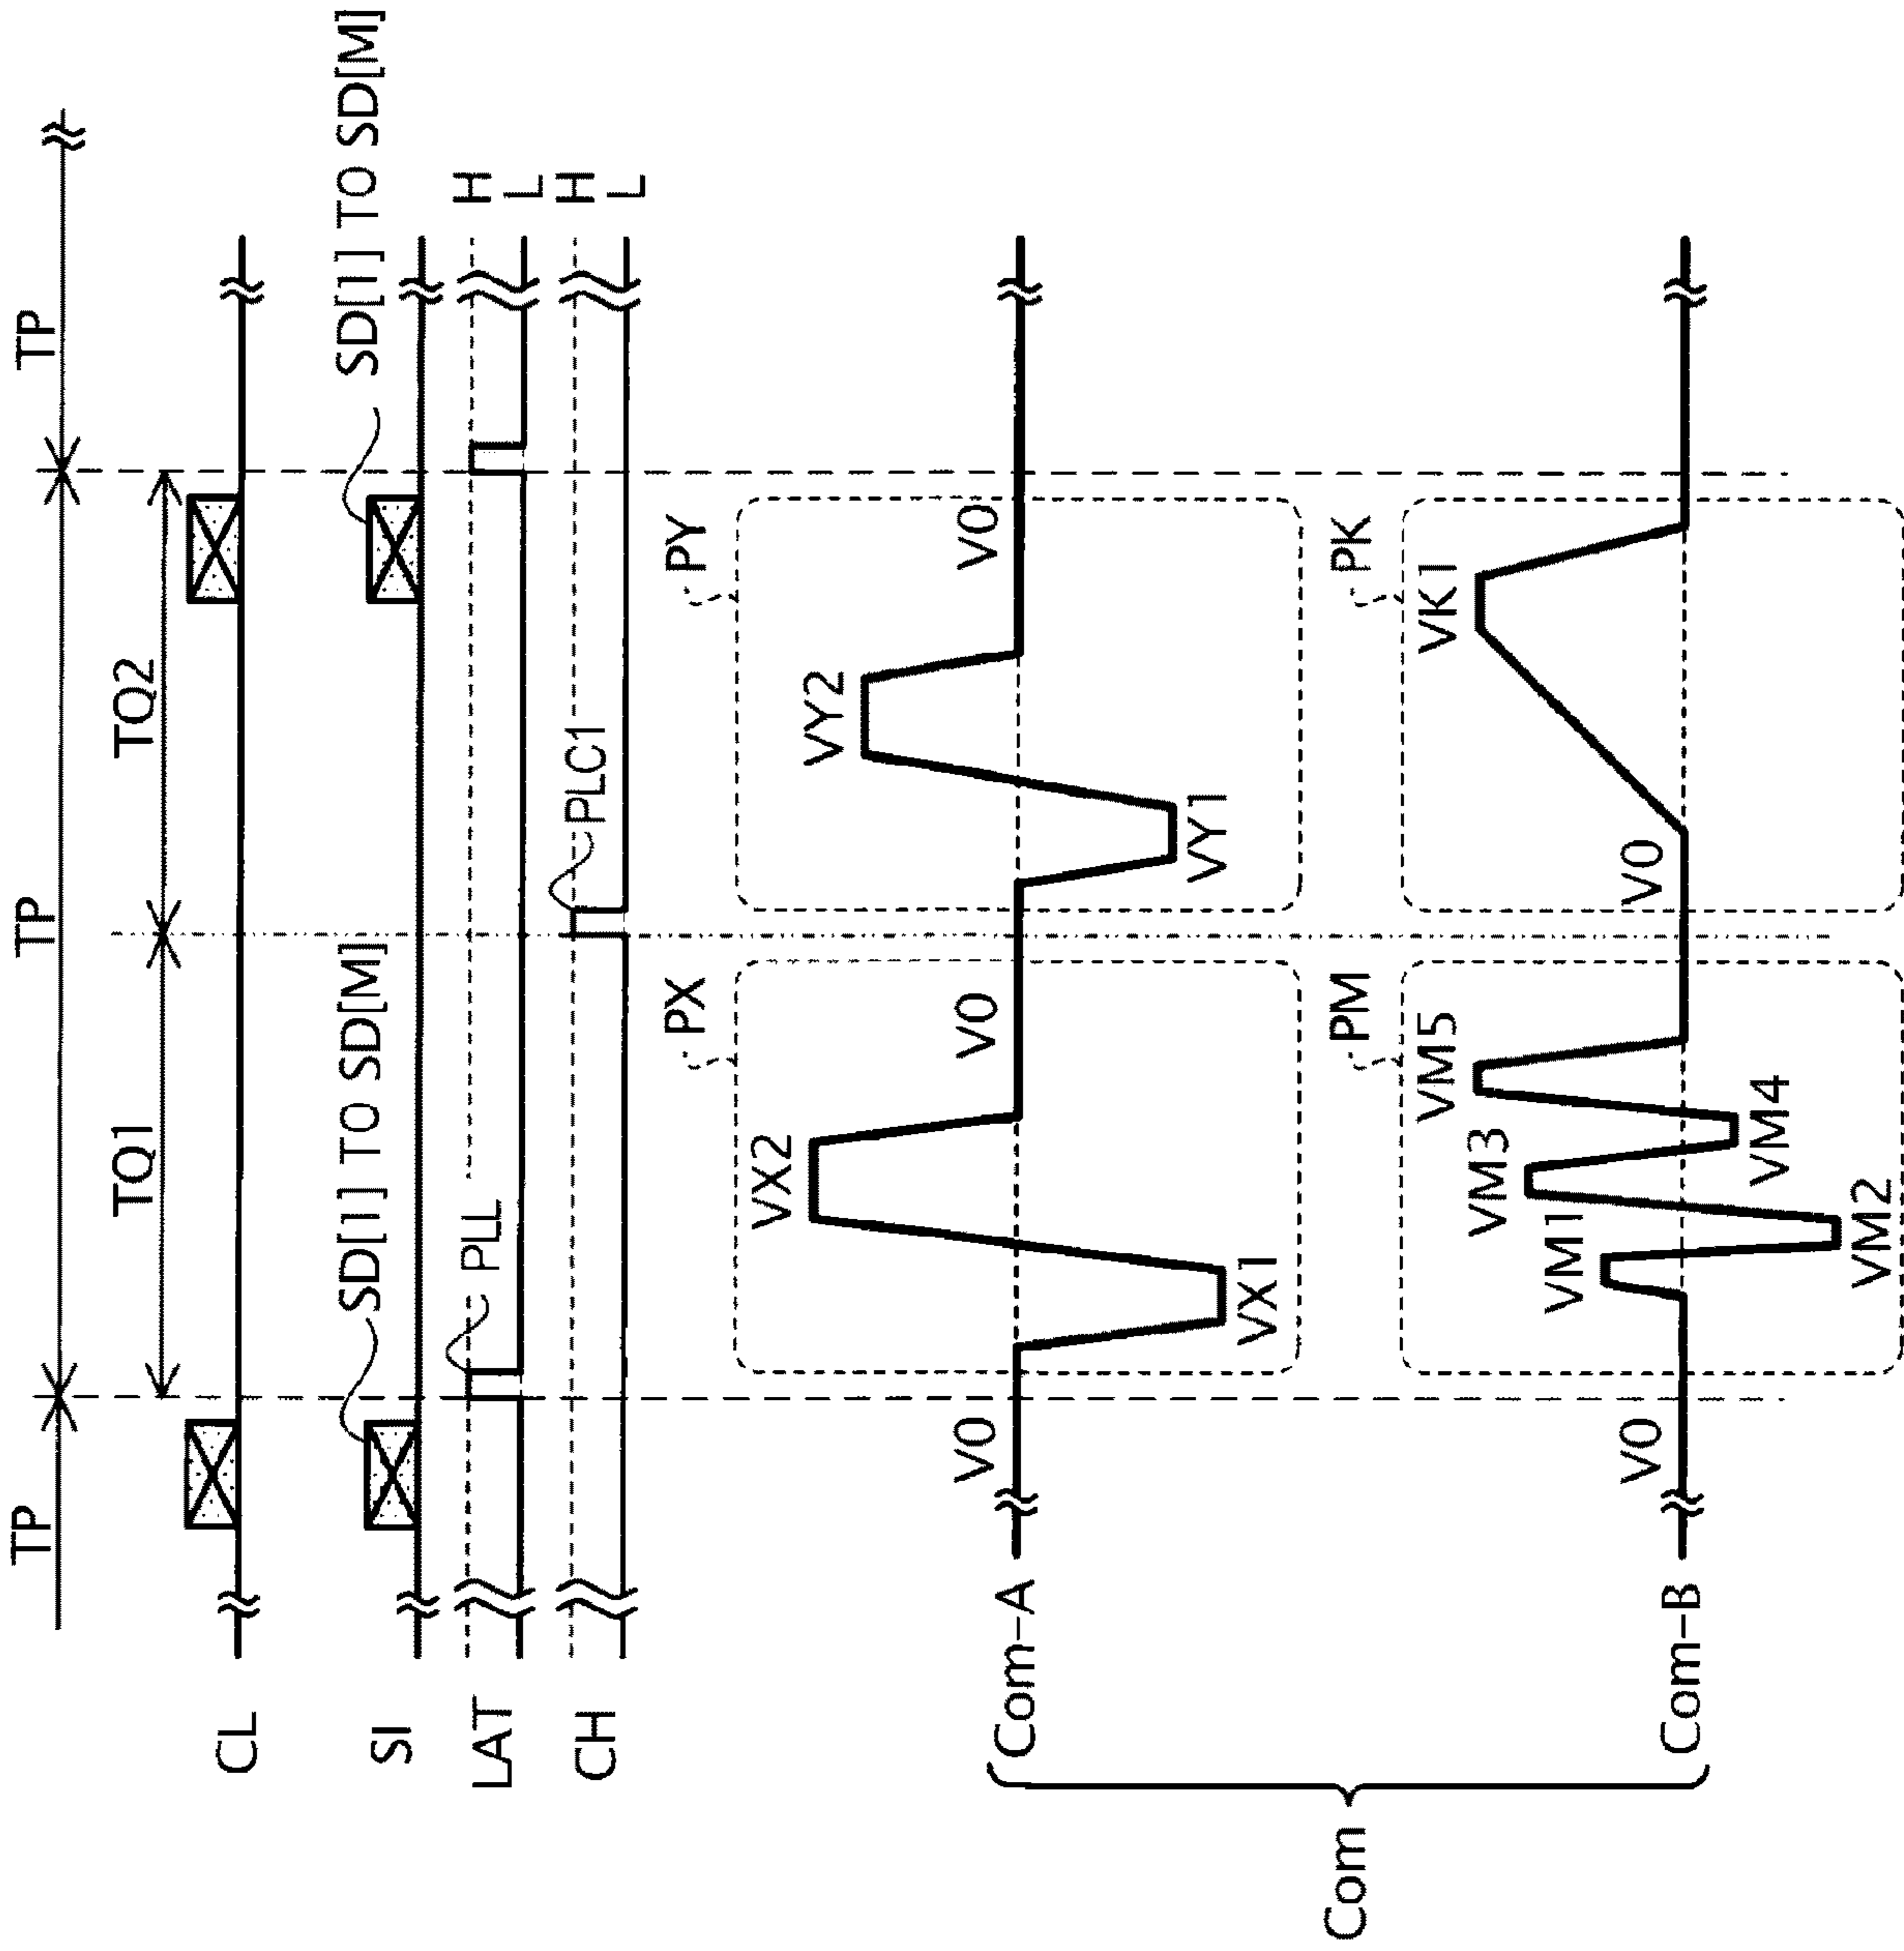 TP TP TP
TQ1 TQ2
CL
SD[1] TO SD[M] SD[1] TO SD[M]
SI
LAT PLL H
L
CH PLC1 H
L
PX PY
VX2 VY2
V0 V0 V0
Com-A
VX1 VY1
Com
PM PK
VM5 VK1
VM3
VM1
V0 V0
Com-B
VM4
VM2